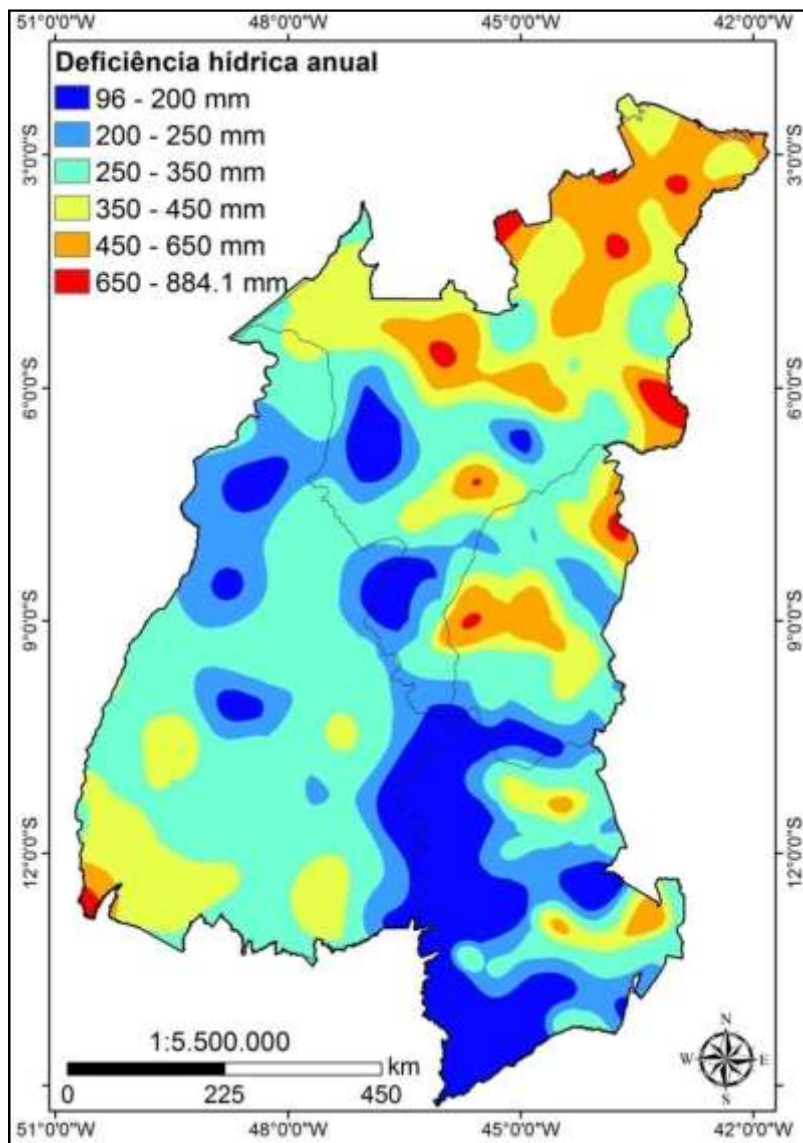 51°0'0"W 48°0'0"W 45°0'0"W 42°0'0"W
Deficiência hídrica anual
96 - 200 mm
200 - 250 mm
250 - 350 mm
350 - 450 mm
450 - 650 mm
650 - 884.1 mm
3°0'0"S
3°0'0"S
6°0'0"S
6°0'0"S
9°0'0"S
9°0'0"S
12°0'0"S
12°0'0"S
1:5.500.000
km
0 225 450
N
W E
S
51°0'0"W 48°0'0"W 45°0'0"W 42°0'0"W